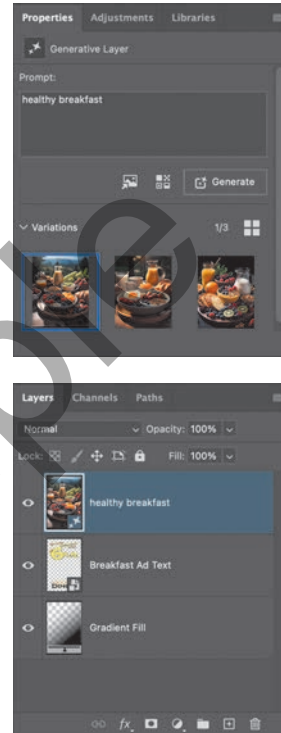 Properties Adjustments Libraries
Generative Layer
Prompt:
healthy breakfast
Generate
Variations 1/3
Layers Channels Paths
Normal Opacity: 100%
Lock: Fill: 100%
healthy breakfast
Breakfast Ad Text
Gradient Fill
fx